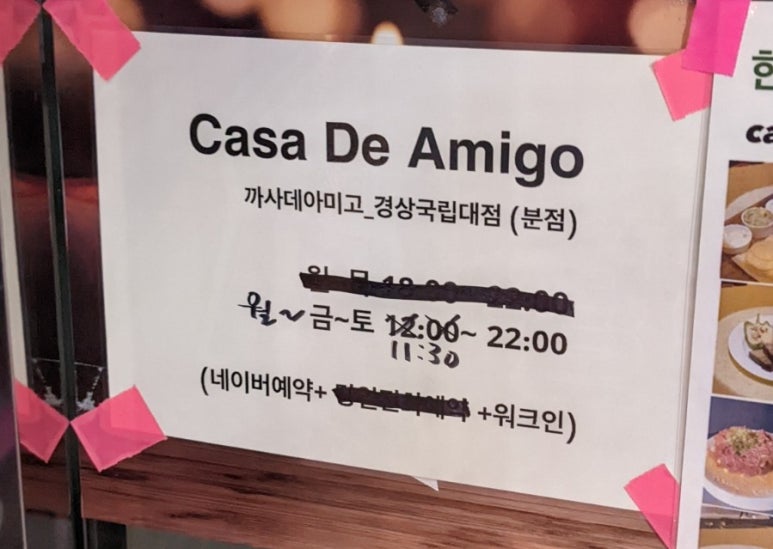 Casa De Amigo
까사데아미고_경상국립대점 (분점)
월~금~토 12:00~ 22:00
11:30
(네이버예약+ +워크인)
ca